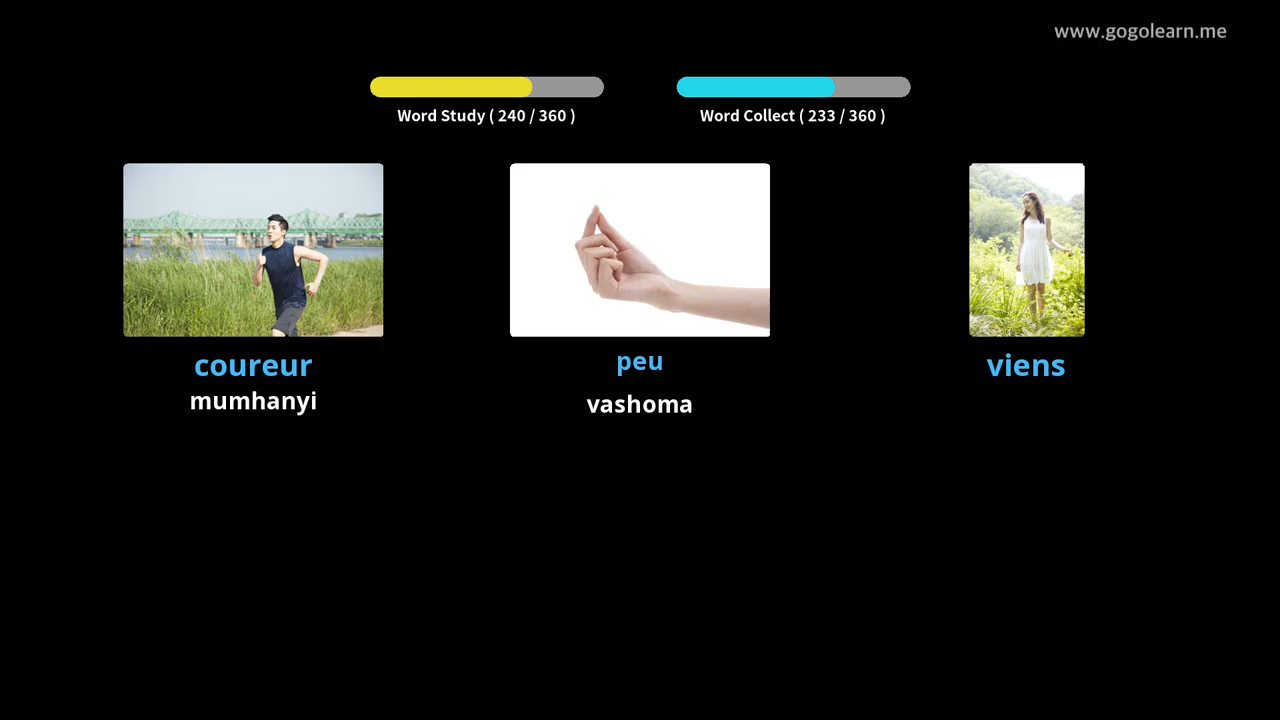 www.gogolearn.me
Word Study ( 240 / 360 )
Word Collect ( 233 / 360 )
coureur
mumhanyi
peu
vashoma
viens